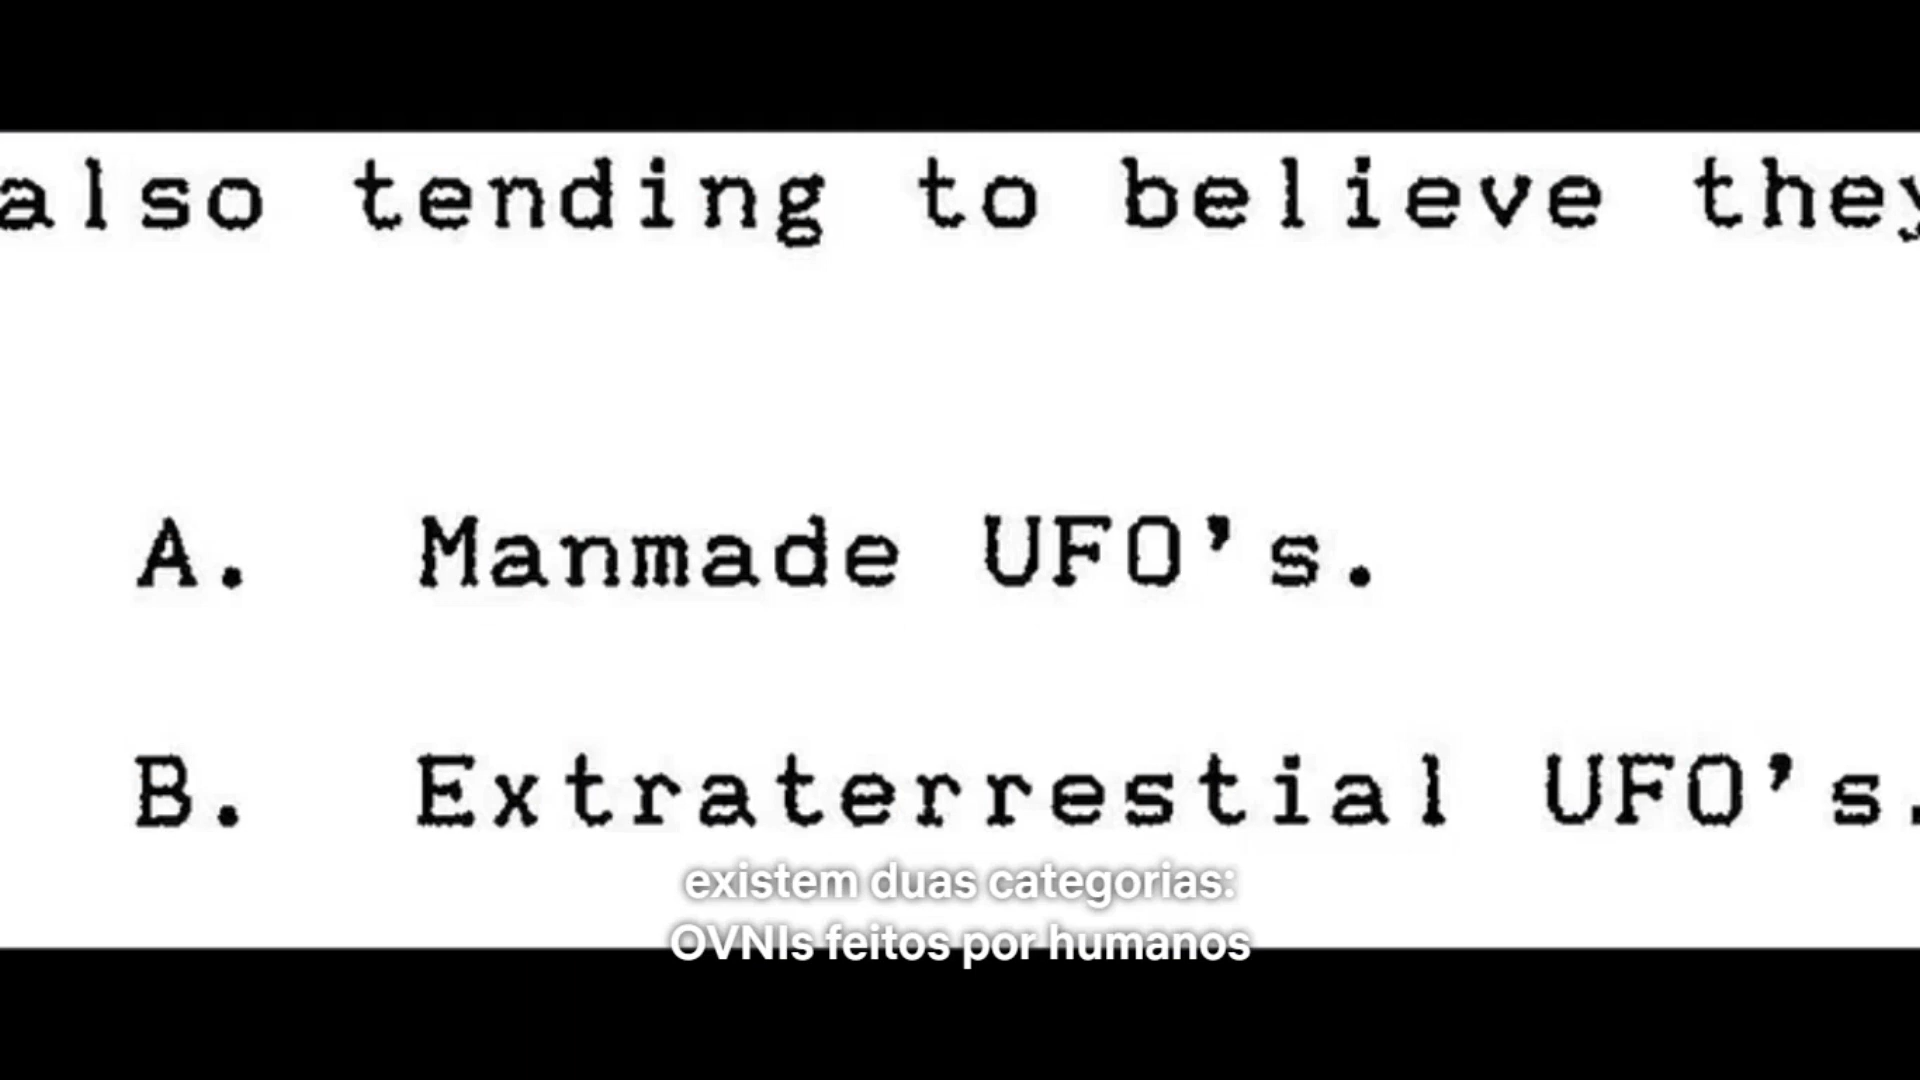 also tending to believe they
A. Manmade UFO's.
B. Extraterrestial UFO's.
existem duas categorias:
OVNIs feitos por humanos